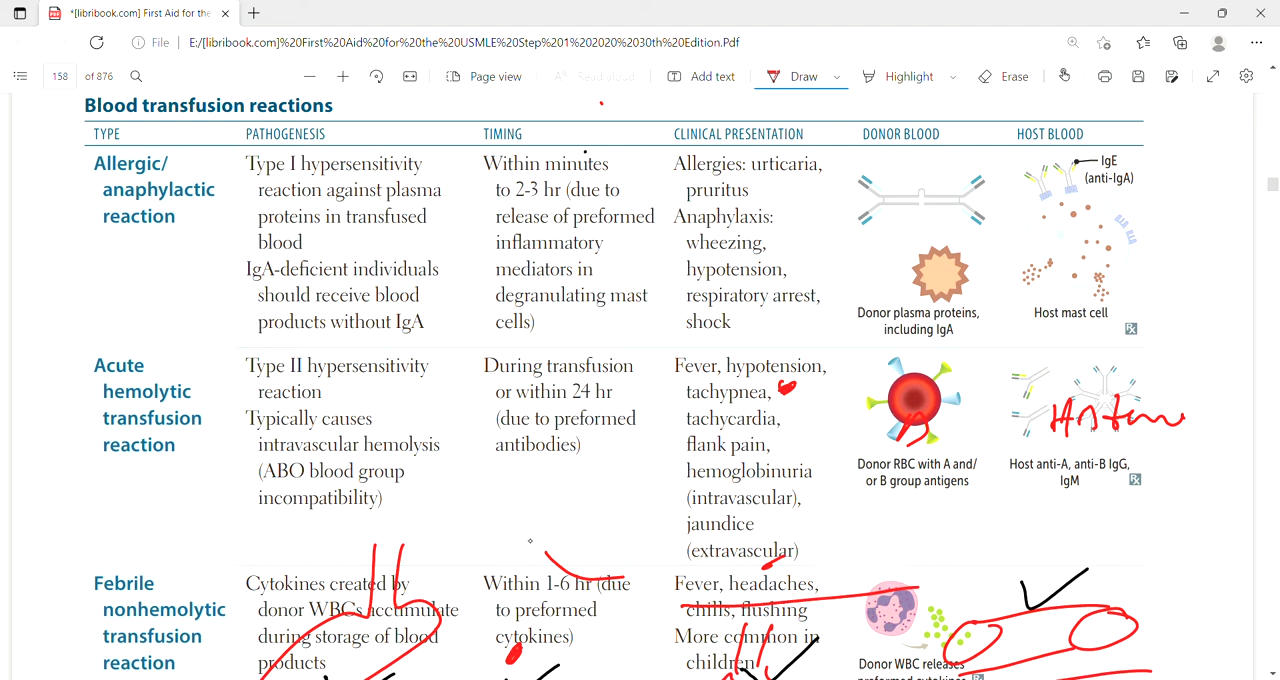 *[libribook.com] First Aid for the
File E:/[libribook.com]%20First%20Aid%20for%20the%20USMLE%20Step%201%202020%2030th%20Edition.Pdf
158 of 876 Page view Read aloud Add text Draw Highlight Erase
Blood transfusion reactions
TYPE PATHOGENESIS TIMING CLINICAL PRESENTATION DONOR BLOOD HOST BLOOD
Allergic/
anaphylactic
reaction
Type I hypersensitivity
reaction against plasma
proteins in transfused
blood
IgA-deficient individuals
should receive blood
products without IgA
Within minutes
to 2-3 hr (due to
release of preformed
inflammatory
mediators in
degranulating mast
cells)
Allergies: urticaria,
pruritus
Anaphylaxis:
wheezing,
hypotension,
respiratory arrest,
shock
Donor plasma proteins,
including IgA
IgE
(anti-IgA)
Host mast cell
Acute
hemolytic
transfusion
reaction
Type II hypersensitivity
reaction
Typically causes
intravascular hemolysis
(ABO blood group
incompatibility)
During transfusion
or within 24 hr
(due to preformed
antibodies)
Fever, hypotension,
tachypnea,
tachycardia,
flank pain,
hemoglobinuria
(intravascular),
jaundice
(extravascular)
Donor RBC with A and/
or B group antigens
Host anti-A, anti-B IgG,
IgM
Febrile
nonhemolytic
transfusion
reaction
Cytokines created by
donor WBCs accumulate
during storage of blood
products
Within 1-6 hr (due
to preformed
cytokines)
Fever, headaches,
chills, flushing
More common in
children
Donor WBC releases
preformed cytokines